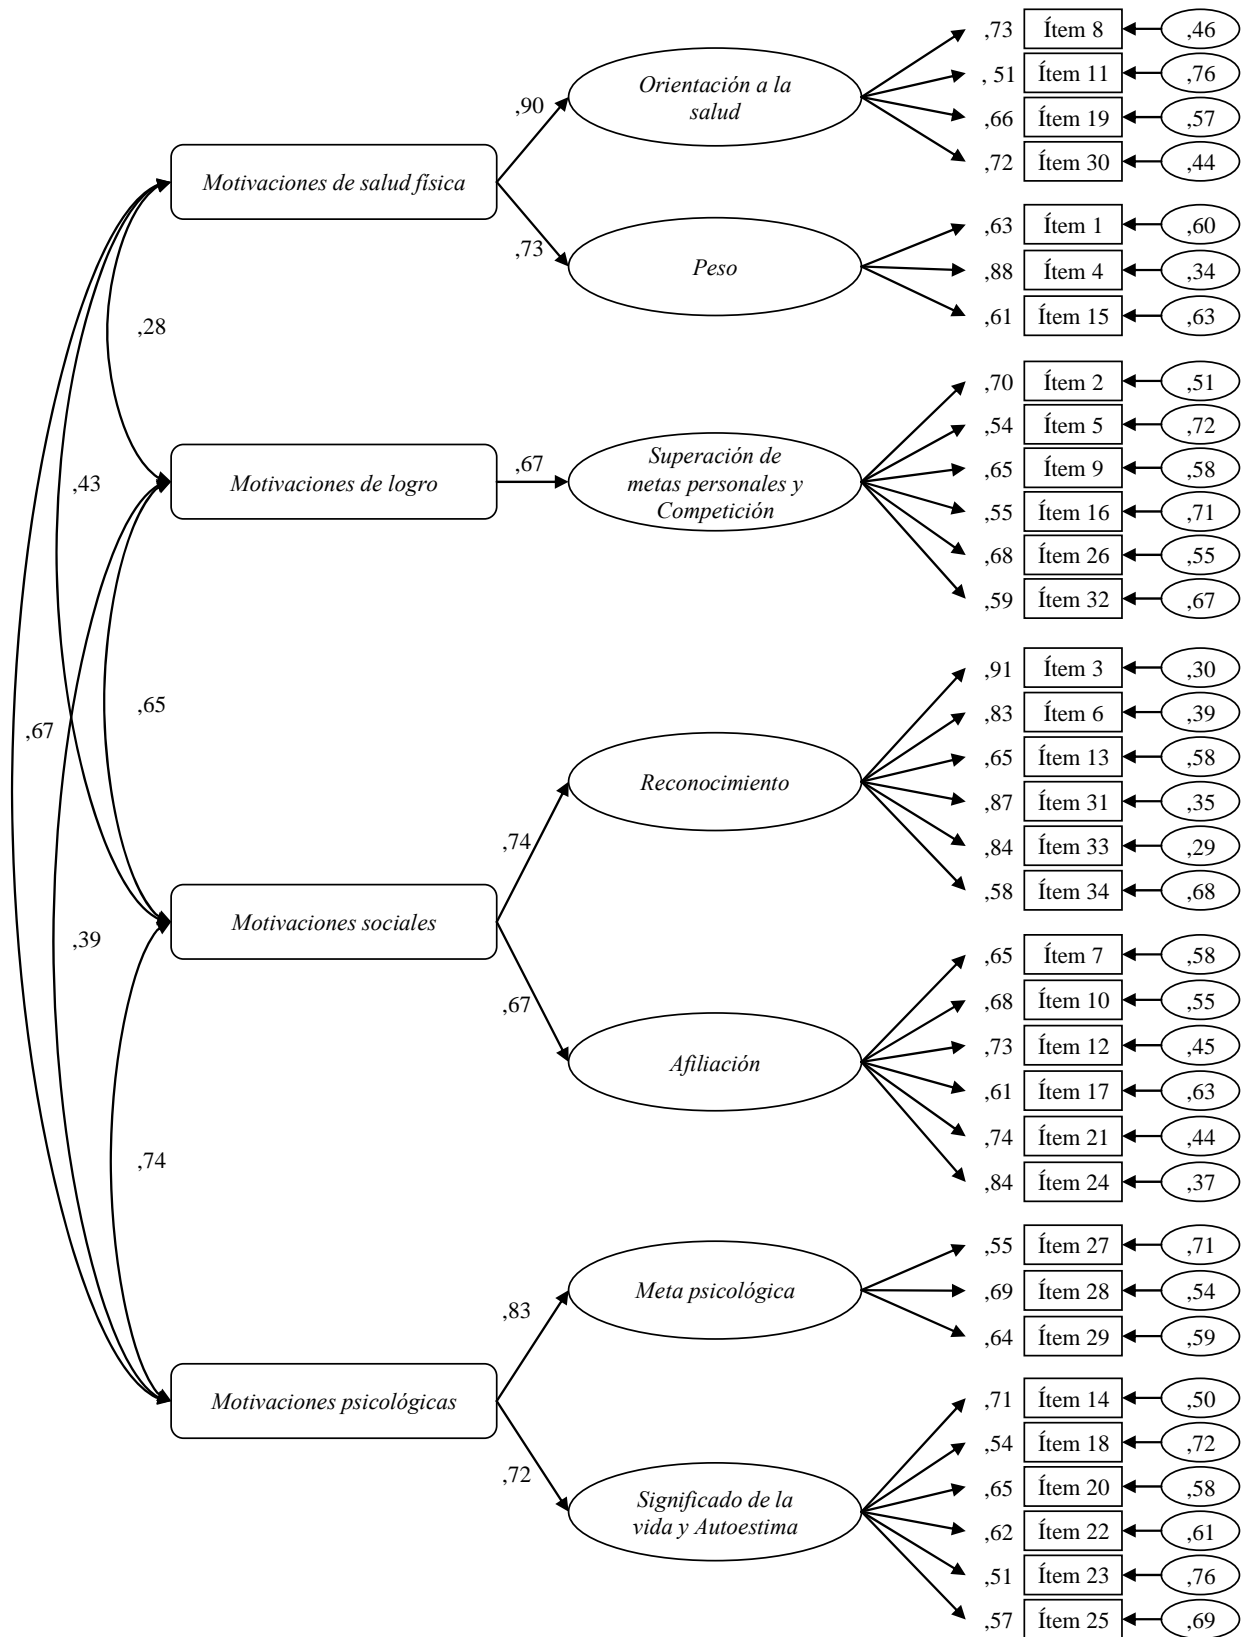 ,73 Ítem 8 ,46
, 51 Ítem 11 ,76
,66 Ítem 19 ,57
,72 Ítem 30 ,44
Orientación a la
salud
,90
Motivaciones de salud física
,73
Peso
,63 Ítem 1 ,60
,88 Ítem 4 ,34
,61 Ítem 15 ,63
,28
,43
Motivaciones de logro
,67
Superación de
metas personales y
Competición
,70 Ítem 2 ,51
,54 Ítem 5 ,72
,65 Ítem 9 ,58
,55 Ítem 16 ,71
,68 Ítem 26 ,55
,59 Ítem 32 ,67
,67
,65
,39
Motivaciones sociales
,74
Reconocimiento
,91 Ítem 3 ,30
,83 Ítem 6 ,39
,65 Ítem 13 ,58
,87 Ítem 31 ,35
,84 Ítem 33 ,29
,58 Ítem 34 ,68
,67
Afiliación
,65 Ítem 7 ,58
,68 Ítem 10 ,55
,73 Ítem 12 ,45
,61 Ítem 17 ,63
,74 Ítem 21 ,44
,84 Ítem 24 ,37
,74
Motivaciones psicológicas
,83
Meta psicológica
,55 Ítem 27 ,71
,69 Ítem 28 ,54
,64 Ítem 29 ,59
,72
Significado de la
vida y Autoestima
,71 Ítem 14 ,50
,54 Ítem 18 ,72
,65 Ítem 20 ,58
,62 Ítem 22 ,61
,51 Ítem 23 ,76
,57 Ítem 25 ,69